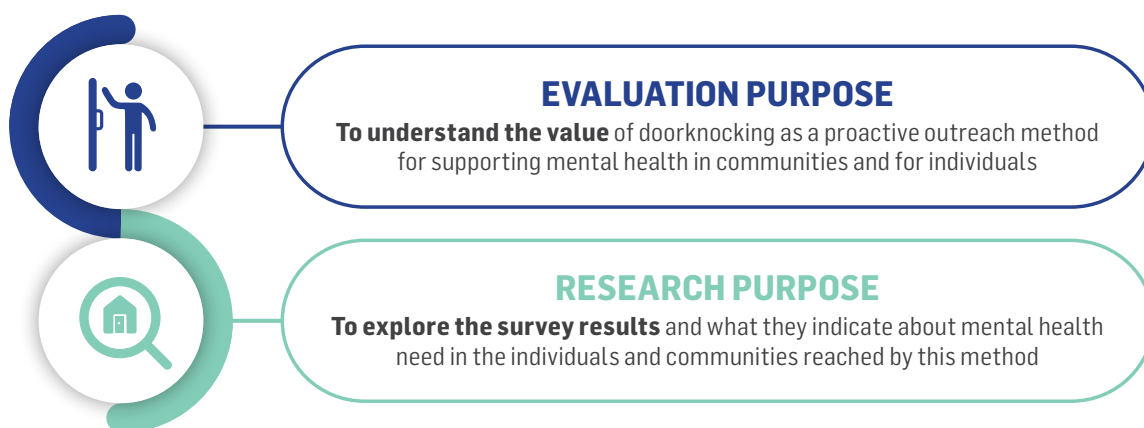 EVALUATION PURPOSE
To understand the value of doorknocking as a proactive outreach method
for supporting mental health in communities and for individuals
RESEARCH PURPOSE
To explore the survey results and what they indicate about mental health
need in the individuals and communities reached by this method